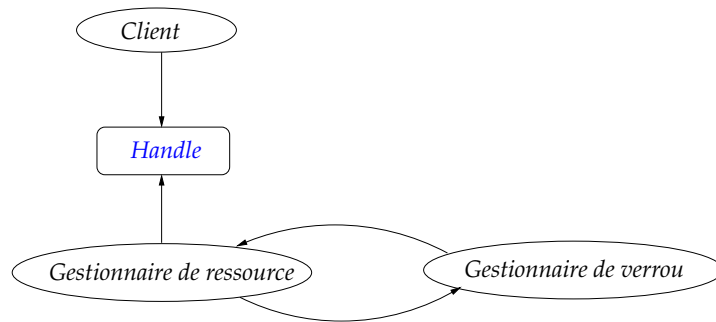 Client
Handle
Gestionnaire de ressource
Gestionnaire de verrou